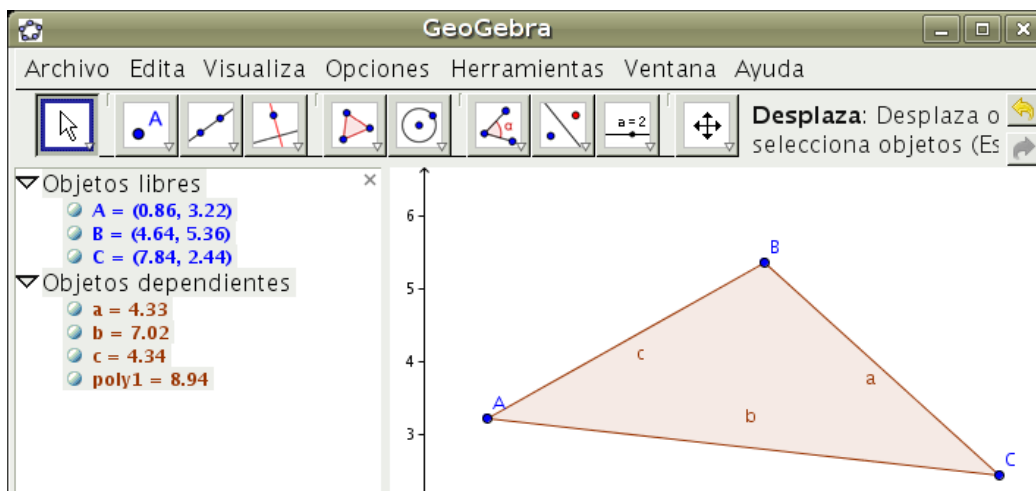 GeoGebra
Archivo Edita Visualiza Opciones Herramientas Ventana Ayuda
A α a=2
Desplaza: Desplaza o
selecciona objetos (Es
Objetos libres
A = (0.86, 3.22)
B = (4.64, 5.36)
C = (7.84, 2.44)
Objetos dependientes
a = 4.33
b = 7.02
c = 4.34
poly1 = 8.94
6
B
5
4
c
a
A
b
3
C